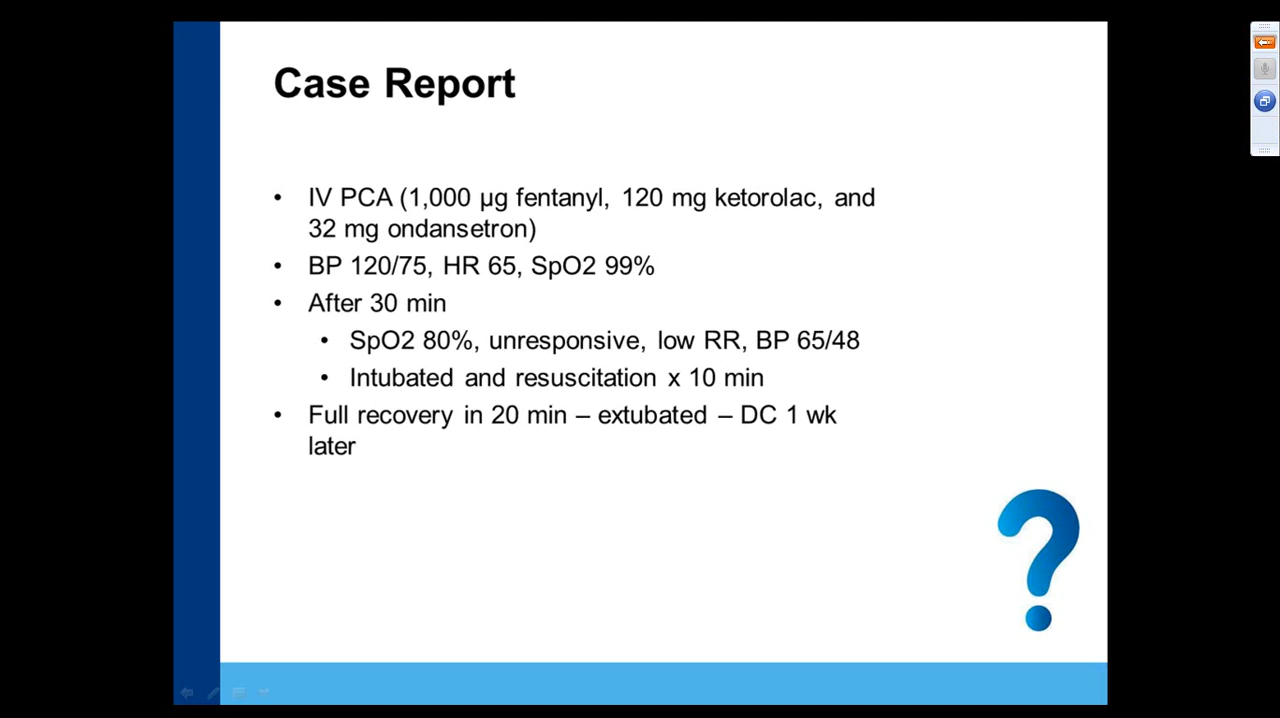 Case Report
• IV PCA (1,000 µg fentanyl, 120 mg ketorolac, and
32 mg ondansetron)
• BP 120/75, HR 65, SpO2 99%
• After 30 min
• SpO2 80%, unresponsive, low RR, BP 65/48
• Intubated and resuscitation x 10 min
• Full recovery in 20 min – extubated – DC 1 wk
later
?